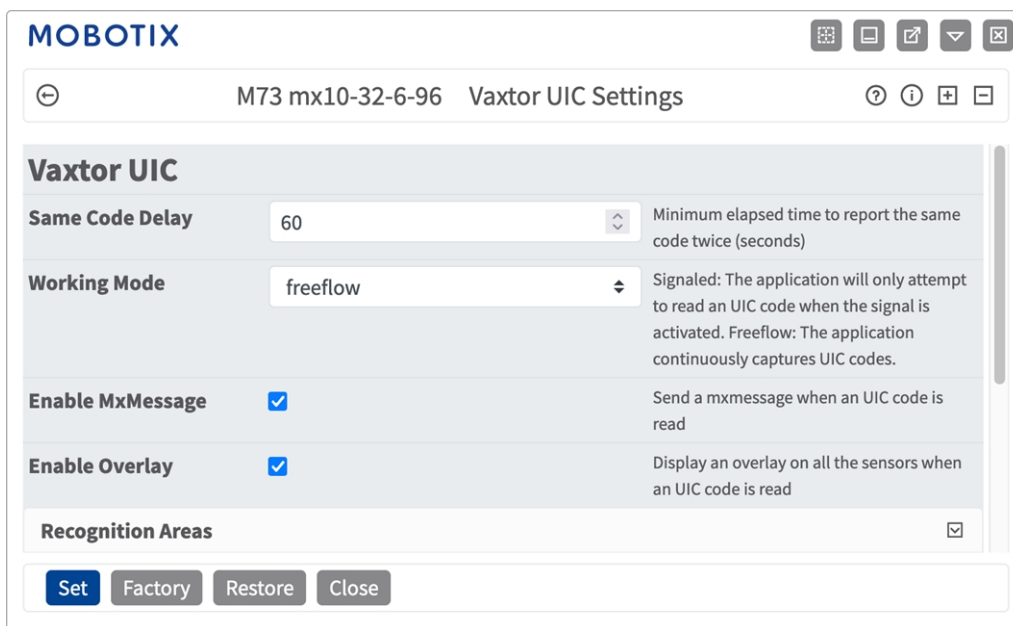 MOBOTIX
M73 mx10-32-6-96 Vaxtor UIC Settings
Vaxtor UIC
Same Code Delay
60
Minimum elapsed time to report the same
code twice (seconds)
Working Mode
freeflow
Signaled: The application will only attempt
to read an UIC code when the signal is
activated. Freeflow: The application
continuously captures UIC codes.
Enable MxMessage
Send a mxmessage when an UIC code is
read
Enable Overlay
Display an overlay on all the sensors when
an UIC code is read
Recognition Areas
Set Factory Restore Close